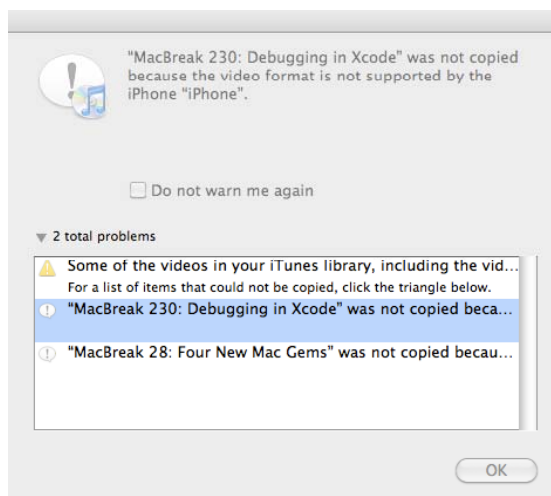 “MacBreak 230: Debugging in Xcode” was not copied
because the video format is not supported by the
iPhone “iPhone”.
Do not warn me again
2 total problems
Some of the videos in your iTunes library, including the vid...
For a list of items that could not be copied, click the triangle below.
“MacBreak 230: Debugging in Xcode” was not copied beca...
“MacBreak 28: Four New Mac Gems” was not copied becau...
OK